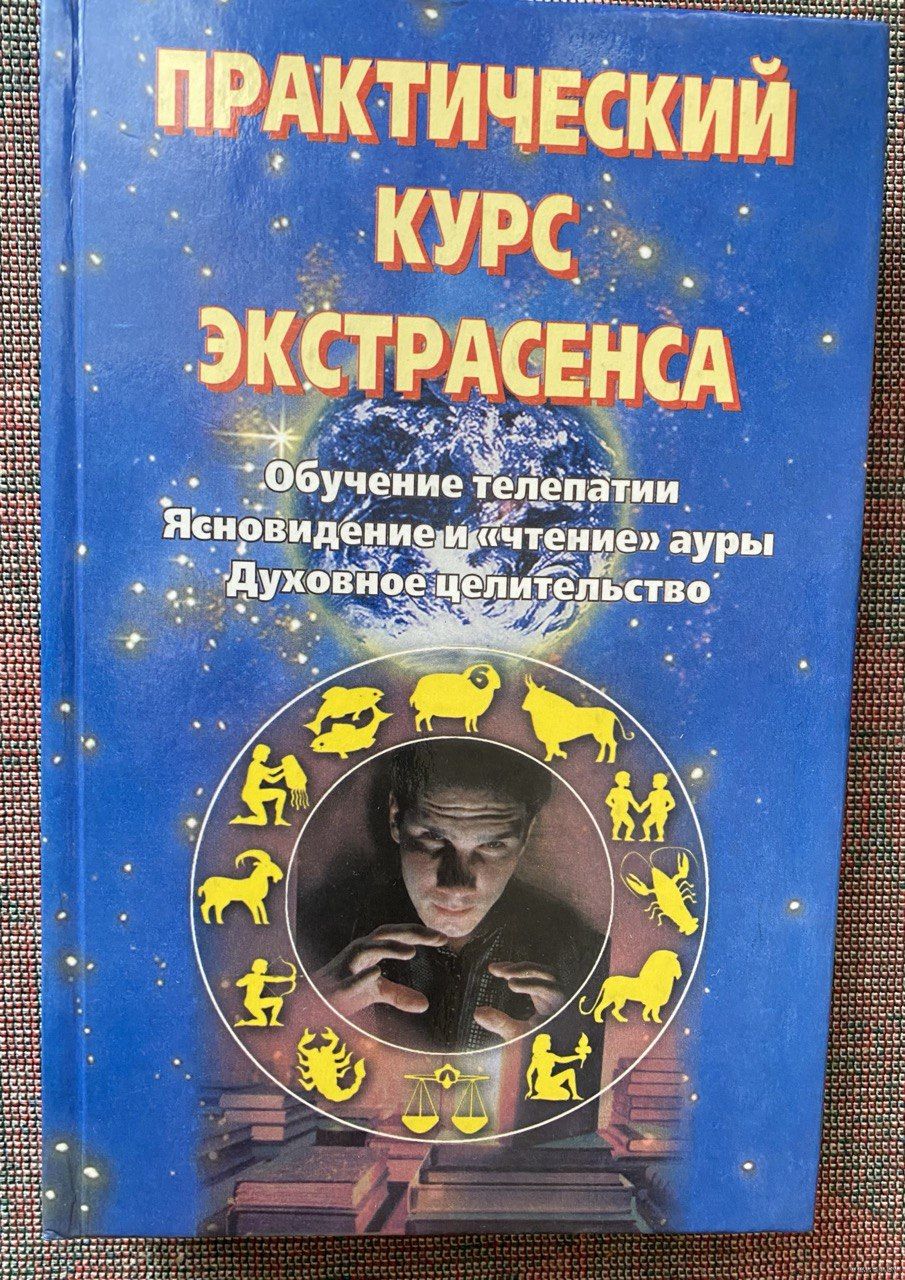 ПРАКТИЧЕСКИЙ
КУРС
ЭКСТРАСЕНСА
Обучение телепатии
Ясновидение и «чтение» ауры
Духовное целительство